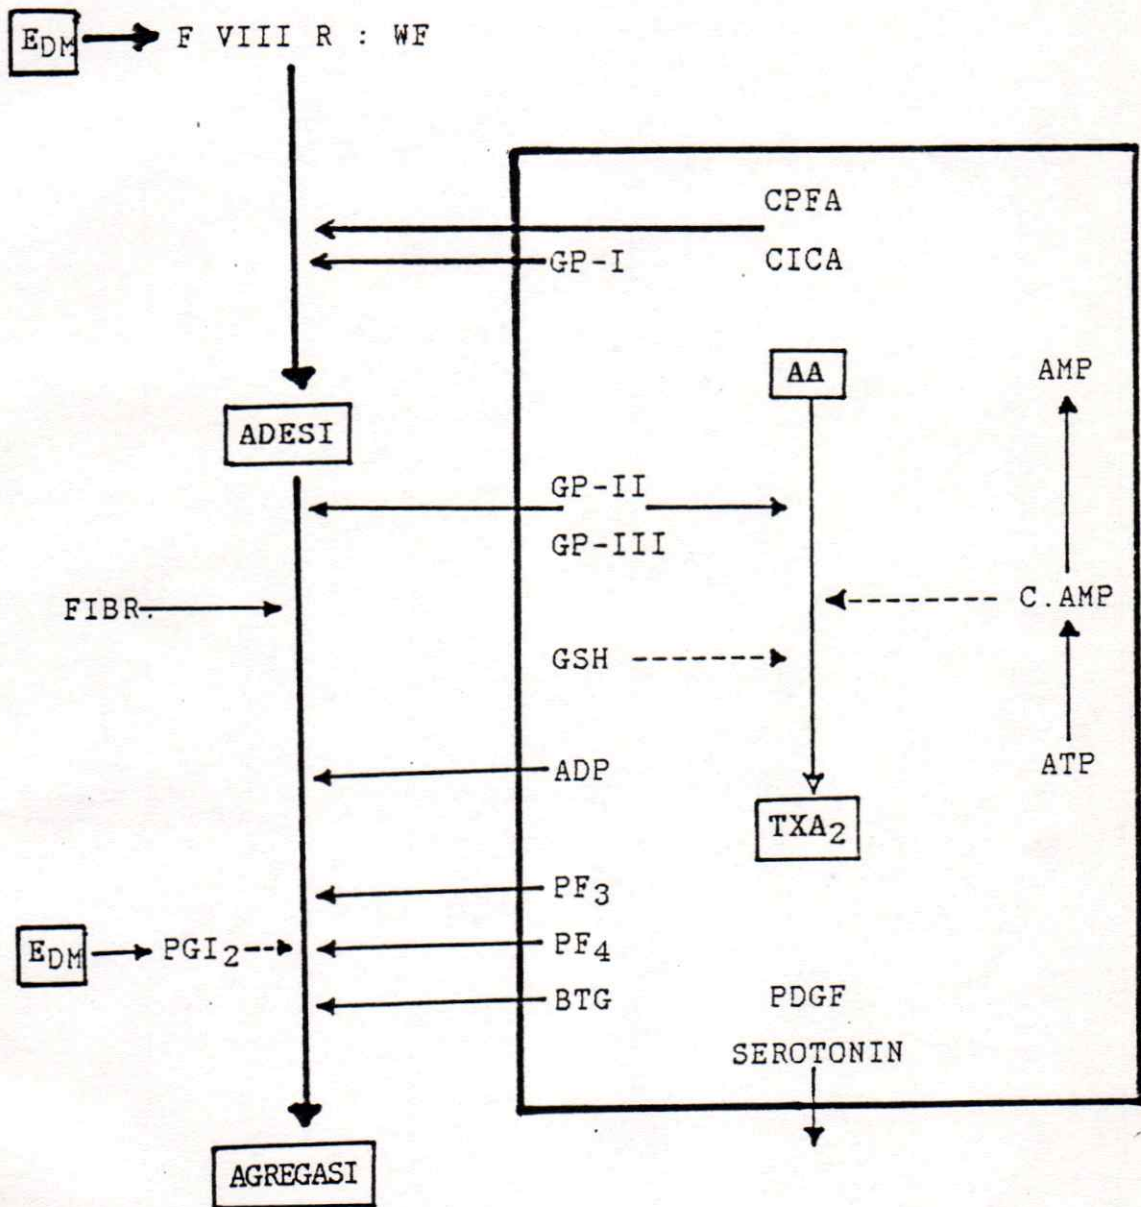 EDM F VIII R : WF
CPFA
GP-I CICA
AA AMP
ADESI
GP-II
GP-III
FIBR. C.AMP
GSH
ADP ATP
TXA2
PF3
EDM PGI2 PF4
BTG PDGF
SEROTONIN
AGREGASI